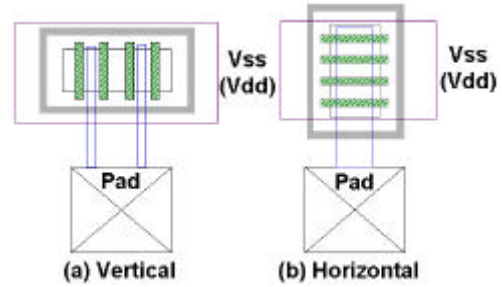 Vss
(Vdd)
Pad
(a) Vertical
Vss
(Vdd)
Pad
(b) Horizontal